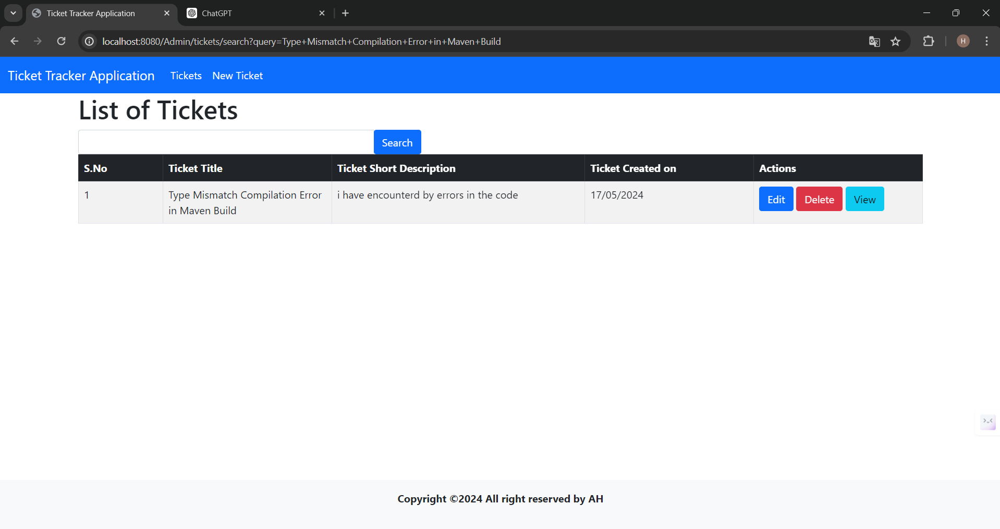 Ticket Tracker Application
ChatGPT
localhost:8080/Admin/tickets/search?query=Type+Mismatch+Compilation+Error+in+Maven+Build
H
Ticket Tracker Application Tickets New Ticket
List of Tickets
Search
S.No Ticket Title Ticket Short Description Ticket Created on Actions
1 Type Mismatch Compilation Error i have encounterd by errors in the code 17/05/2024 Edit Delete View
in Maven Build
Copyright ©2024 All right reserved by AH